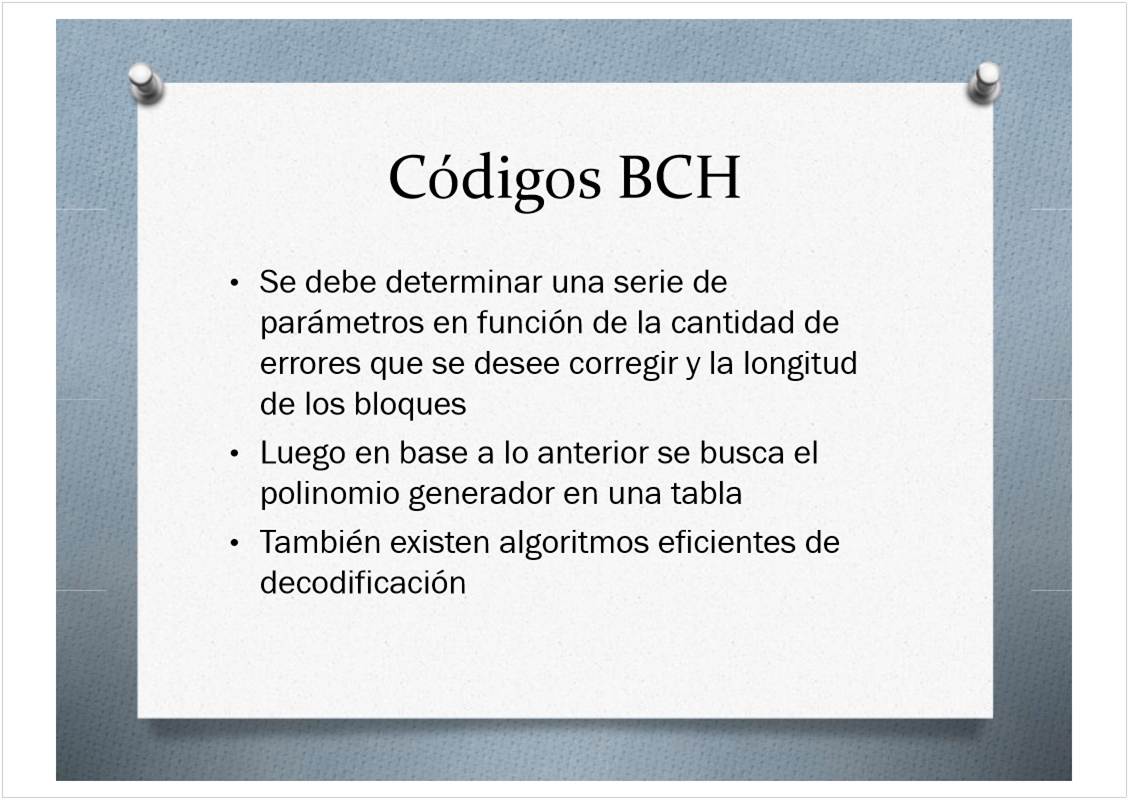 Códigos BCH
• Se debe determinar una serie de
parámetros en función de la cantidad de
errores que se desee corregir y la longitud
de los bloques
• Luego en base a lo anterior se busca el
polinomio generador en una tabla
• También existen algoritmos eficientes de
decodificación